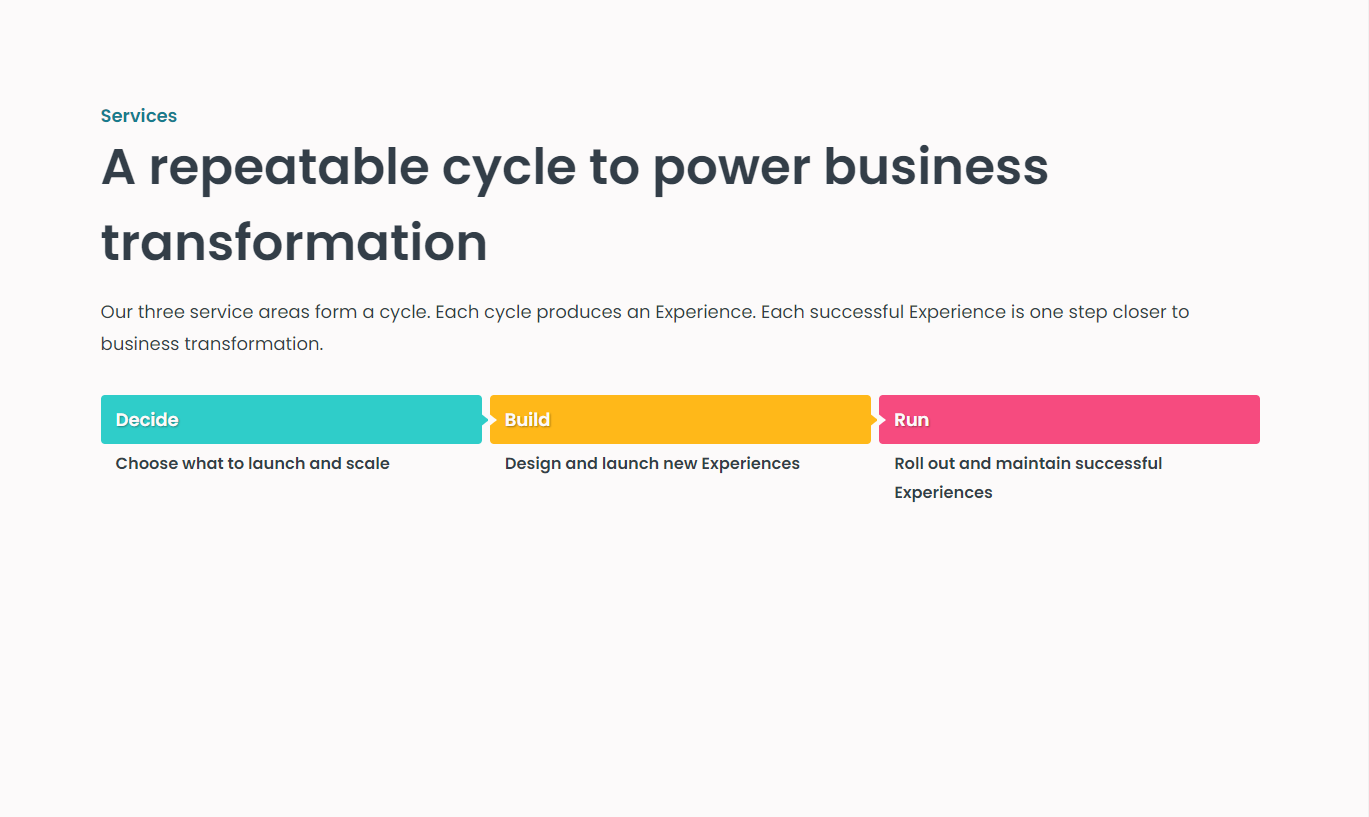 Services
A repeatable cycle to power business
transformation
Our three service areas form a cycle. Each cycle produces an Experience. Each successful Experience is one step closer to
business transformation.
Decide
Choose what to launch and scale
Build
Design and launch new Experiences
Run
Roll out and maintain successful
Experiences